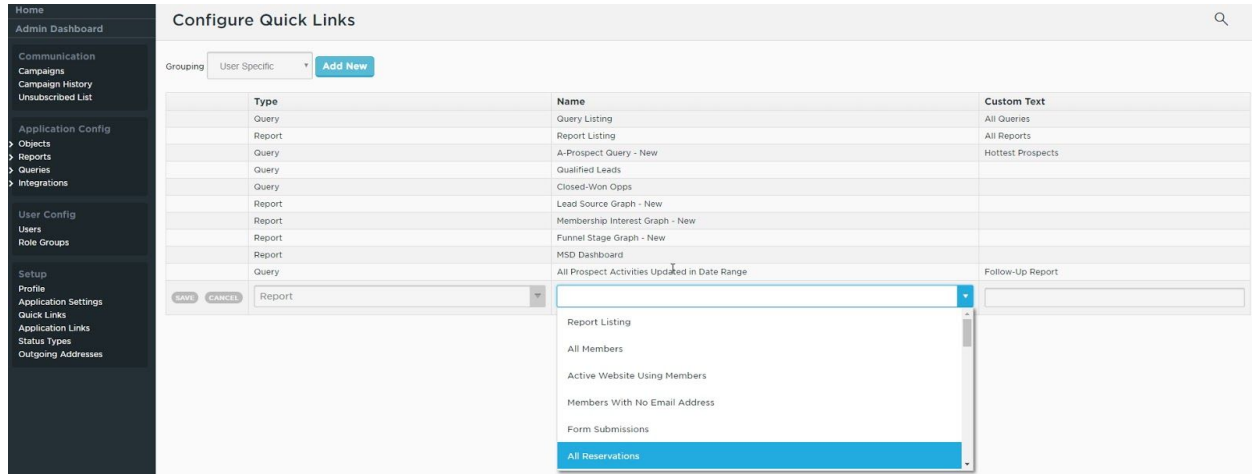 Home
Admin Dashboard
Communication
Campaigns
Campaign History
Unsubscribed List
Application Config
Objects
Reports
Queries
Integrations
User Config
Users
Role Groups
Setup
Profile
Application Settings
Quick Links
Application Links
Status Types
Outgoing Addresses
Configure Quick Links
Grouping User Specific Add New
Type Name Custom Text
Query Query Listing All Queries
Report Report Listing All Reports
Query A-Prospect Query - New Hottest Prospects
Query Qualified Leads
Query Closed-Won Opps
Report Lead Source Graph - New
Report Membership Interest Graph - New
Report Funnel Stage Graph - New
Report MSD Dashboard
Query All Prospect Activities Updated in Date Range Follow-Up Report
SAVE CANCEL Report
Report Listing
All Members
Active Website Using Members
Members With No Email Address
Form Submissions
All Reservations